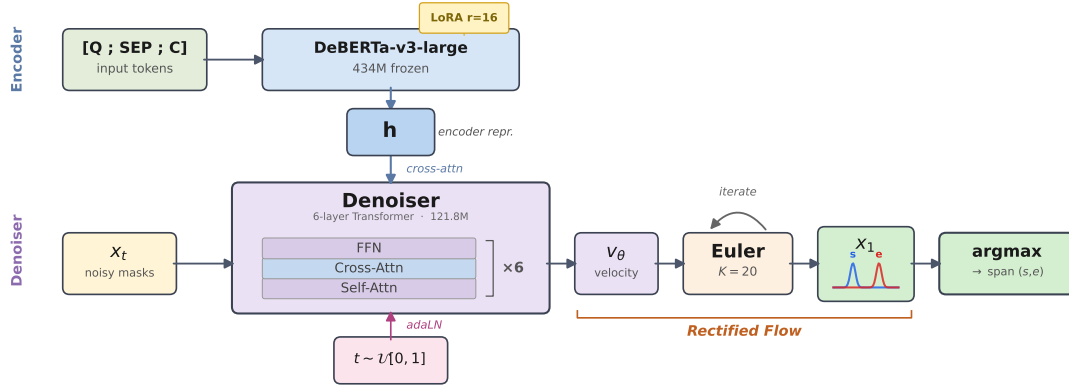 LoRA r=16
Encoder
[Q ; SEP ; C]
input tokens
DeBERTa-v3-large
434M frozen
h
encoder repr.
cross-attn
Denoiser
Denoiser
6-layer Transformer · 121.8M
FFN
Cross-Attn
Self-Attn
×6
xₜ
noisy masks
v_θ
velocity
iterate
Euler
K = 20
x₁
s e
argmax
→ span (s,e)
Rectified Flow
adaLN
t ~ 𝒰[0, 1]